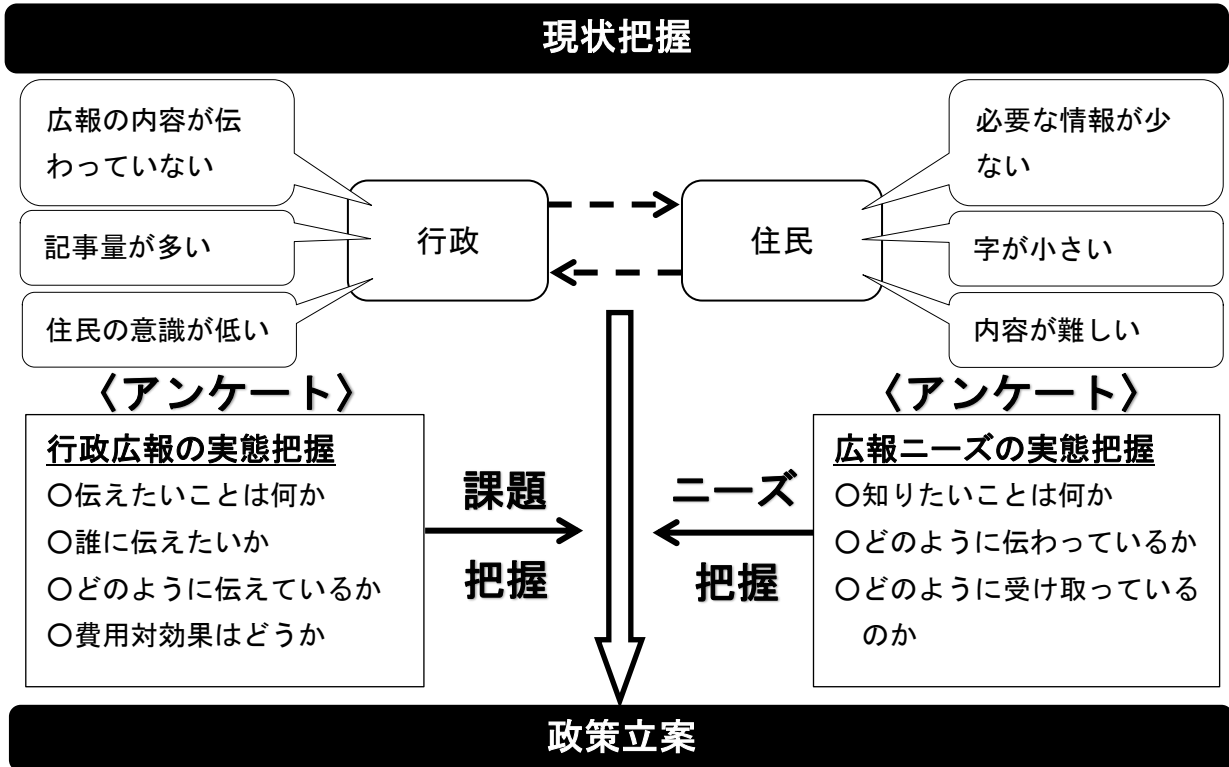 現状把握
広報の内容が伝
わっていない
記事量が多い
住民の意識が低い
行政
住民
必要な情報が少
ない
字が小さい
内容が難しい
〈アンケート〉
行政広報の実態把握
○伝えたいことは何か
○誰に伝えたいか
○どのように伝えているか
○費用対効果はどうか
課題
把握
ニーズ
把握
〈アンケート〉
広報ニーズの実態把握
○知りたいことは何か
○どのように伝わっているか
○どのように受け取っている
のか
政策立案